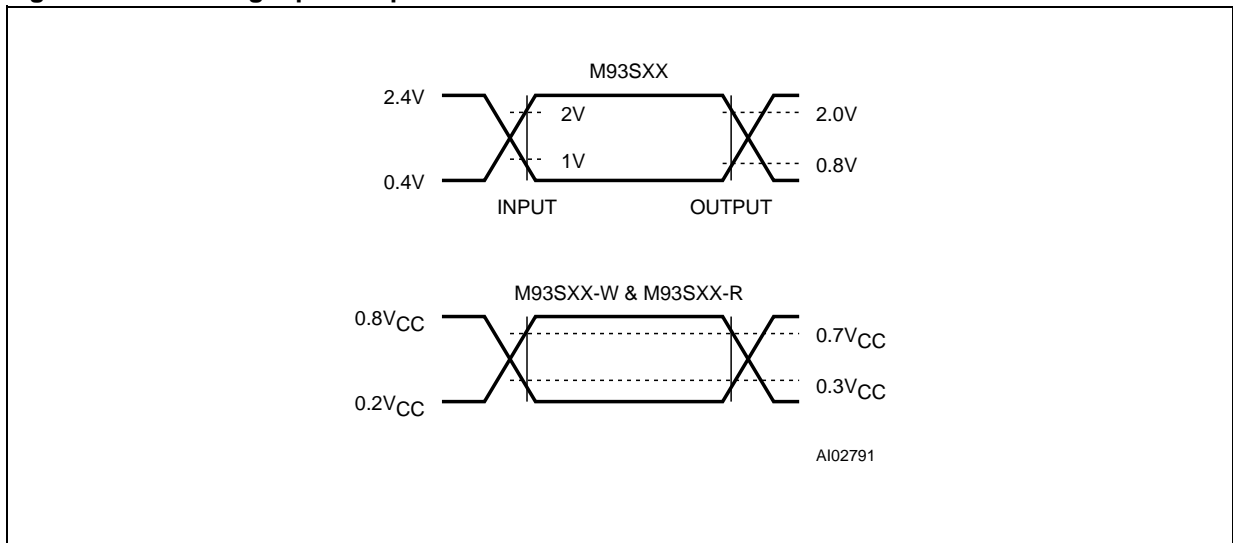 M93SXX
2.4V
2V
2.0V
1V
0.8V
0.4V
INPUT OUTPUT
M93SXX-W & M93SXX-R
0.8VCC
0.7VCC
0.3VCC
0.2VCC
AI02791